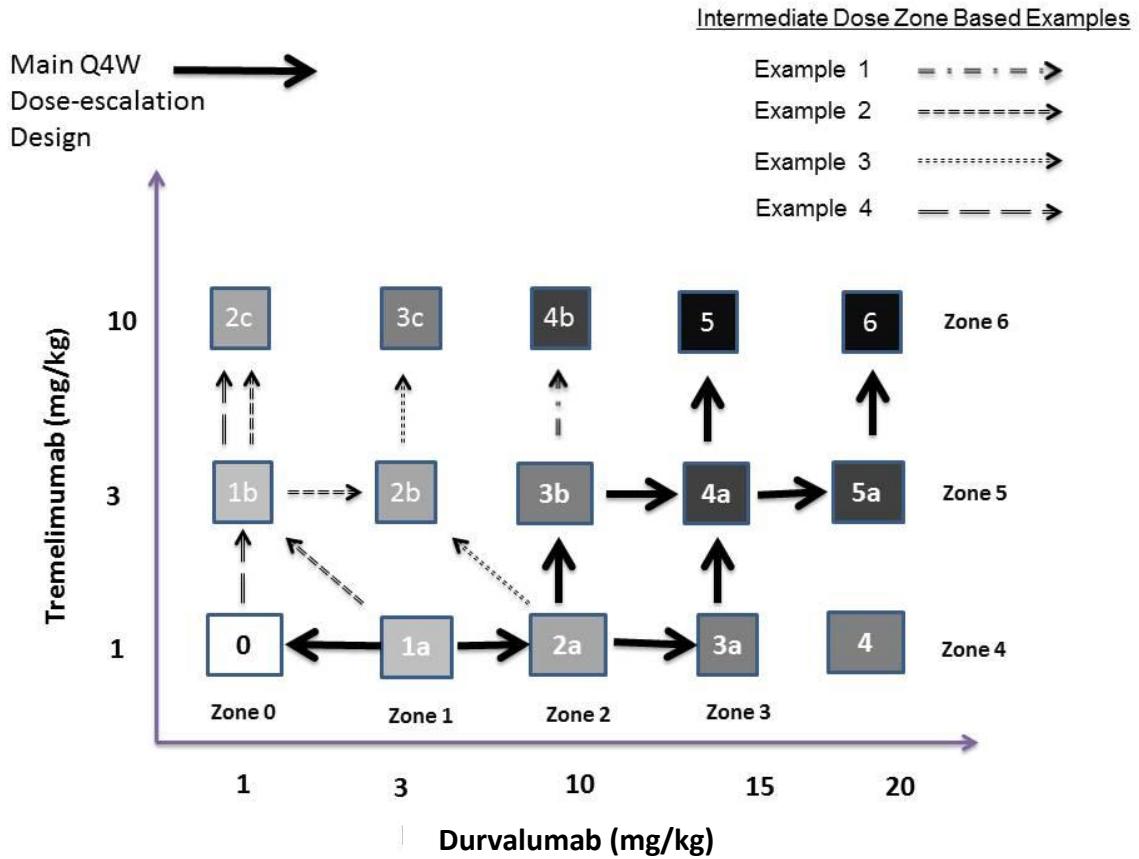 Intermediate Dose Zone Based Examples
Main Q4W
Dose-escalation
Design
Example 1
Example 2
Example 3
Example 4
Tremelimumab (mg/kg)
10
2c
3c
4b
5
6
Zone 6
3
1b
2b
3b
4a
5a
Zone 5
1
0
1a
2a
3a
4
Zone 4
Zone 0
Zone 1
Zone 2
Zone 3
1
3
10
15
20
Durvalumab (mg/kg)